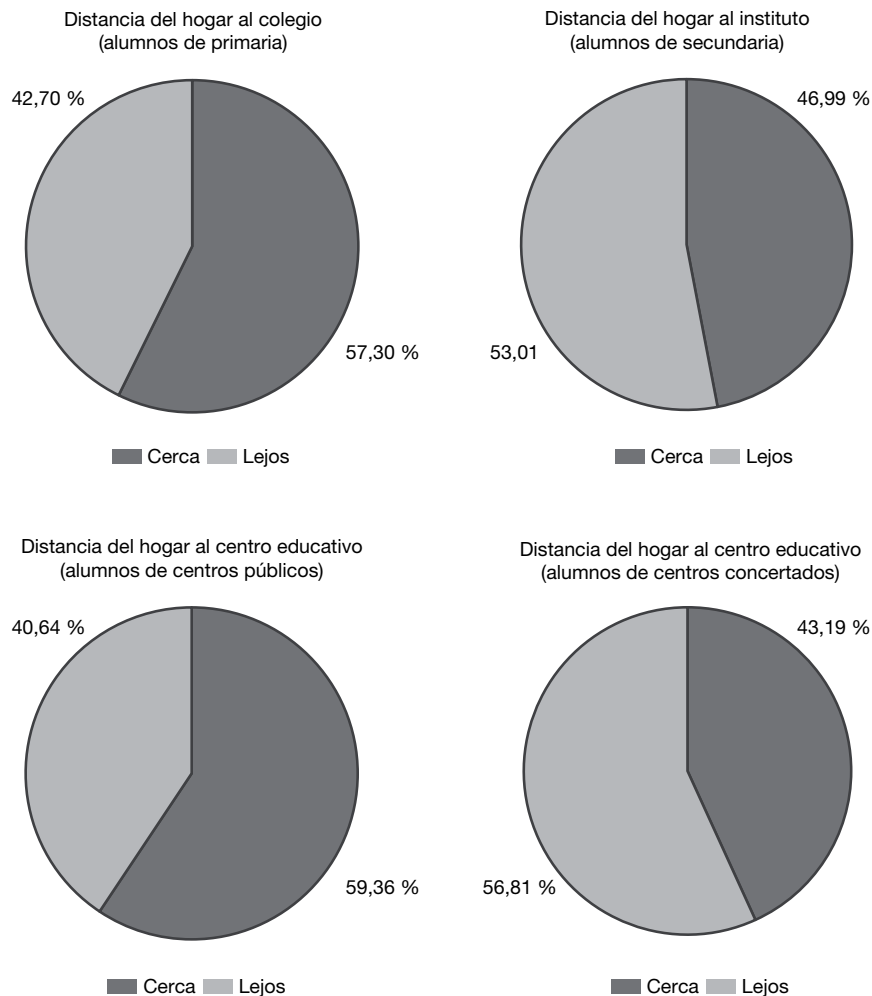 Distancia del hogar al colegio
(alumnos de primaria)
42,70 %
57,30 %
Cerca Lejos
Distancia del hogar al instituto
(alumnos de secundaria)
46,99 %
53,01
Cerca Lejos
Distancia del hogar al centro educativo
(alumnos de centros públicos)
40,64 %
59,36 %
Cerca Lejos
Distancia del hogar al centro educativo
(alumnos de centros concertados)
43,19 %
56,81 %
Cerca Lejos